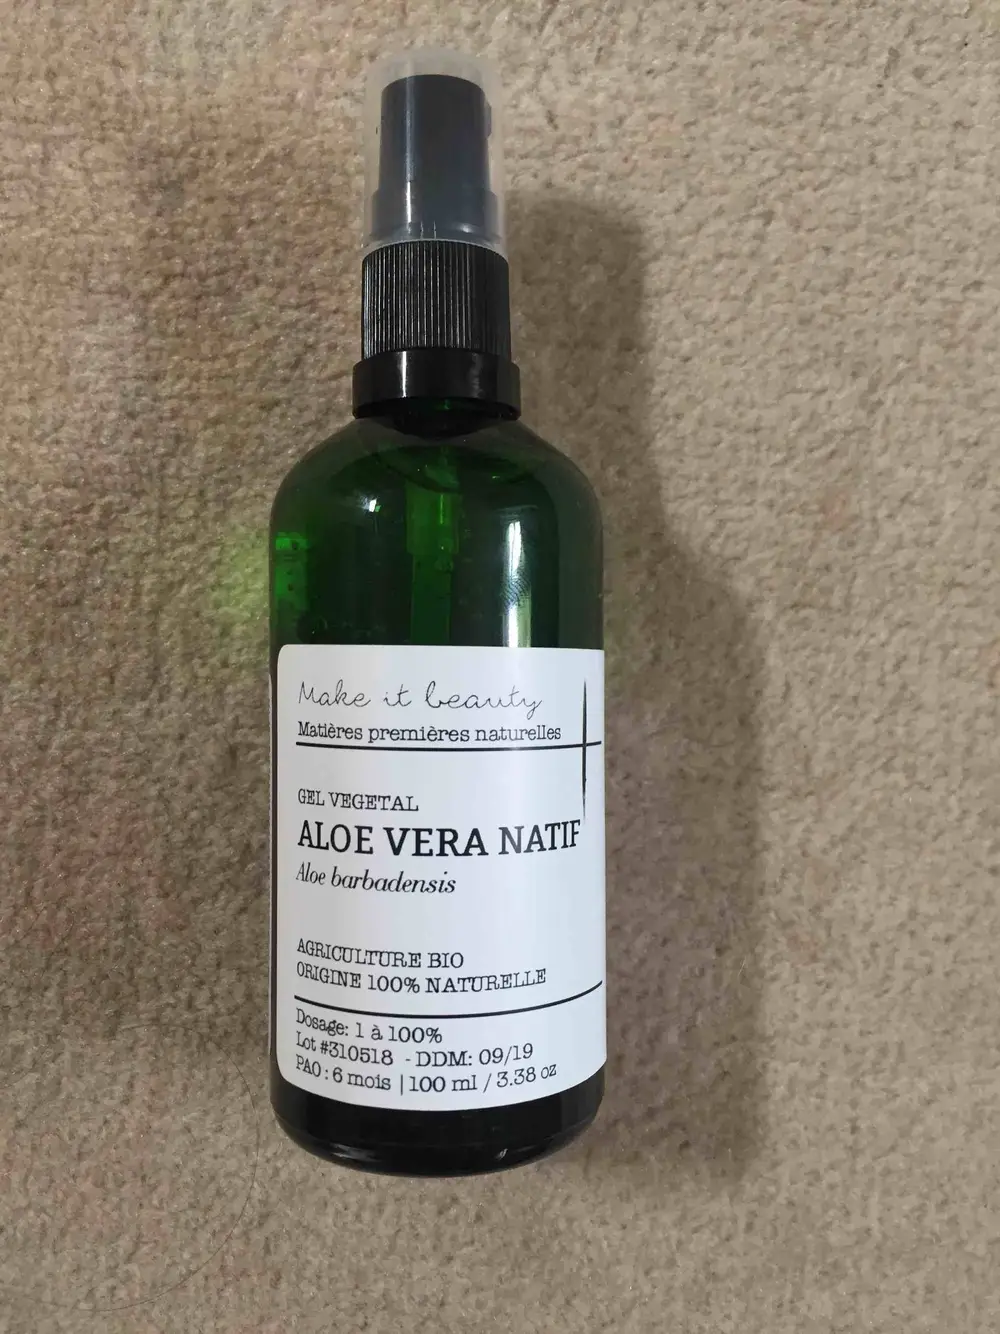 Make it beauty
Matières premières naturelles
GEL VEGETAL
ALOE VERA NATIF
Aloe barbadensis
AGRICULTURE BIO
ORIGINE 100% NATURELLE
Dosage: 1 à 100%
Lot #310518 - DDM: 09/19
PAO : 6 mois | 100 ml / 3.38 oz